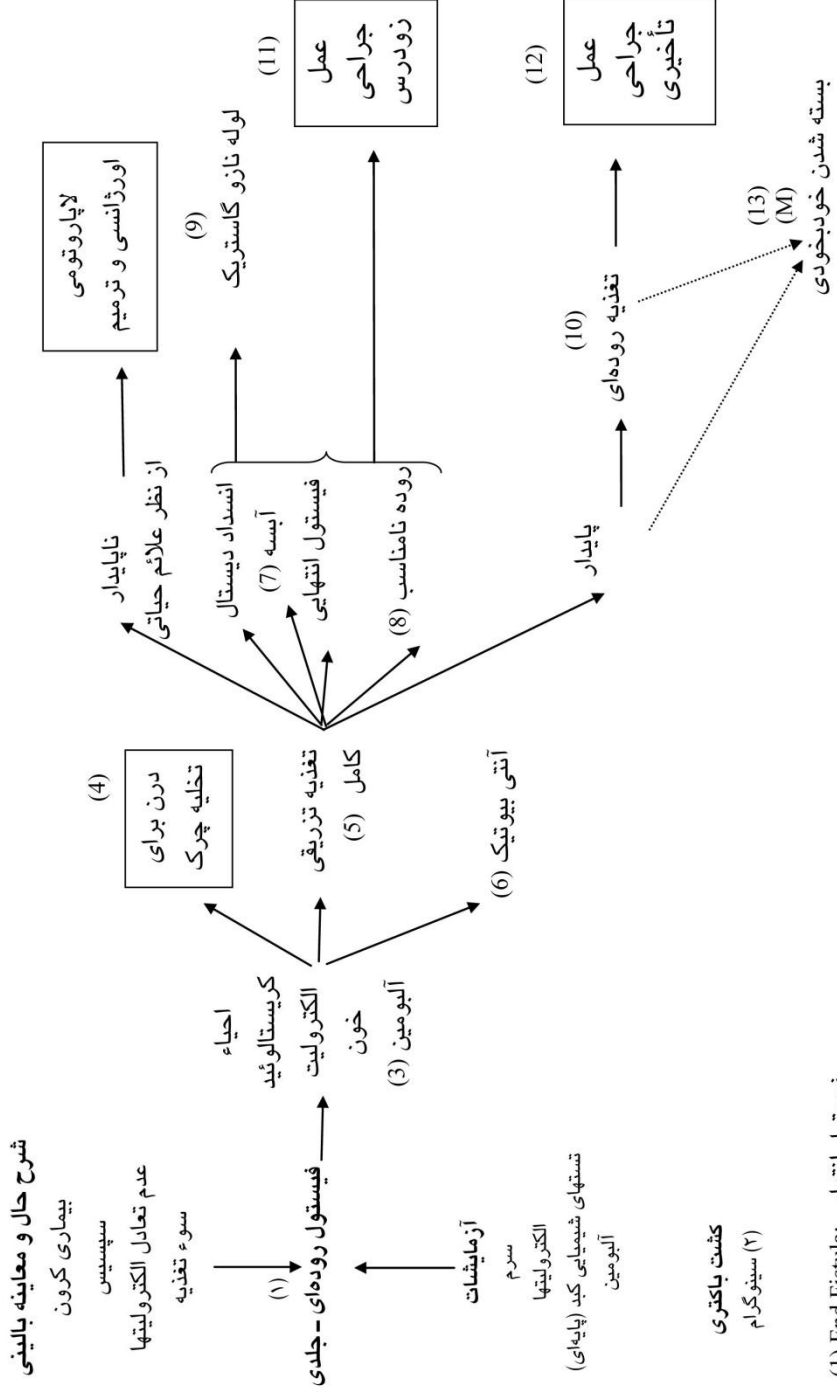 شرح حال و معاینه بالینی
بیماری کرون
سپسیس
عدم تعادل الکترولیتها
سوء تغذیه
(۱)
فیستول روده‌ای – جلدی
آزمایشات
سرم
الکترولیتها
تستهای شیمیایی کبد (پایه‌ای)
آلبومین
کشت باکتری
(۲) سینوگرام
احیاء
کریستالوئید
الکترولیت
خون
(3) آلبومین
(4)
درن برای
تخلیه چرک
تغذیه تزریقی
کامل (5)
(6) آنتی بیوتیک
ناپایدار
از نظر علائم حیاتی
لاپاروتومی
اورژانسی و ترمیم
انسداد دیستال
(7) آبسه
فیستول انتهایی
(8) روده نامناسب
(9)
لوله نازو گاستریک
(11)
عمل
جراحی
زودرس
پایدار
(10)
تغذیه روده‌ای
(12)
عمل
جراحی
تأخیری
(13)
(M)
بسته شدن خودبخودی